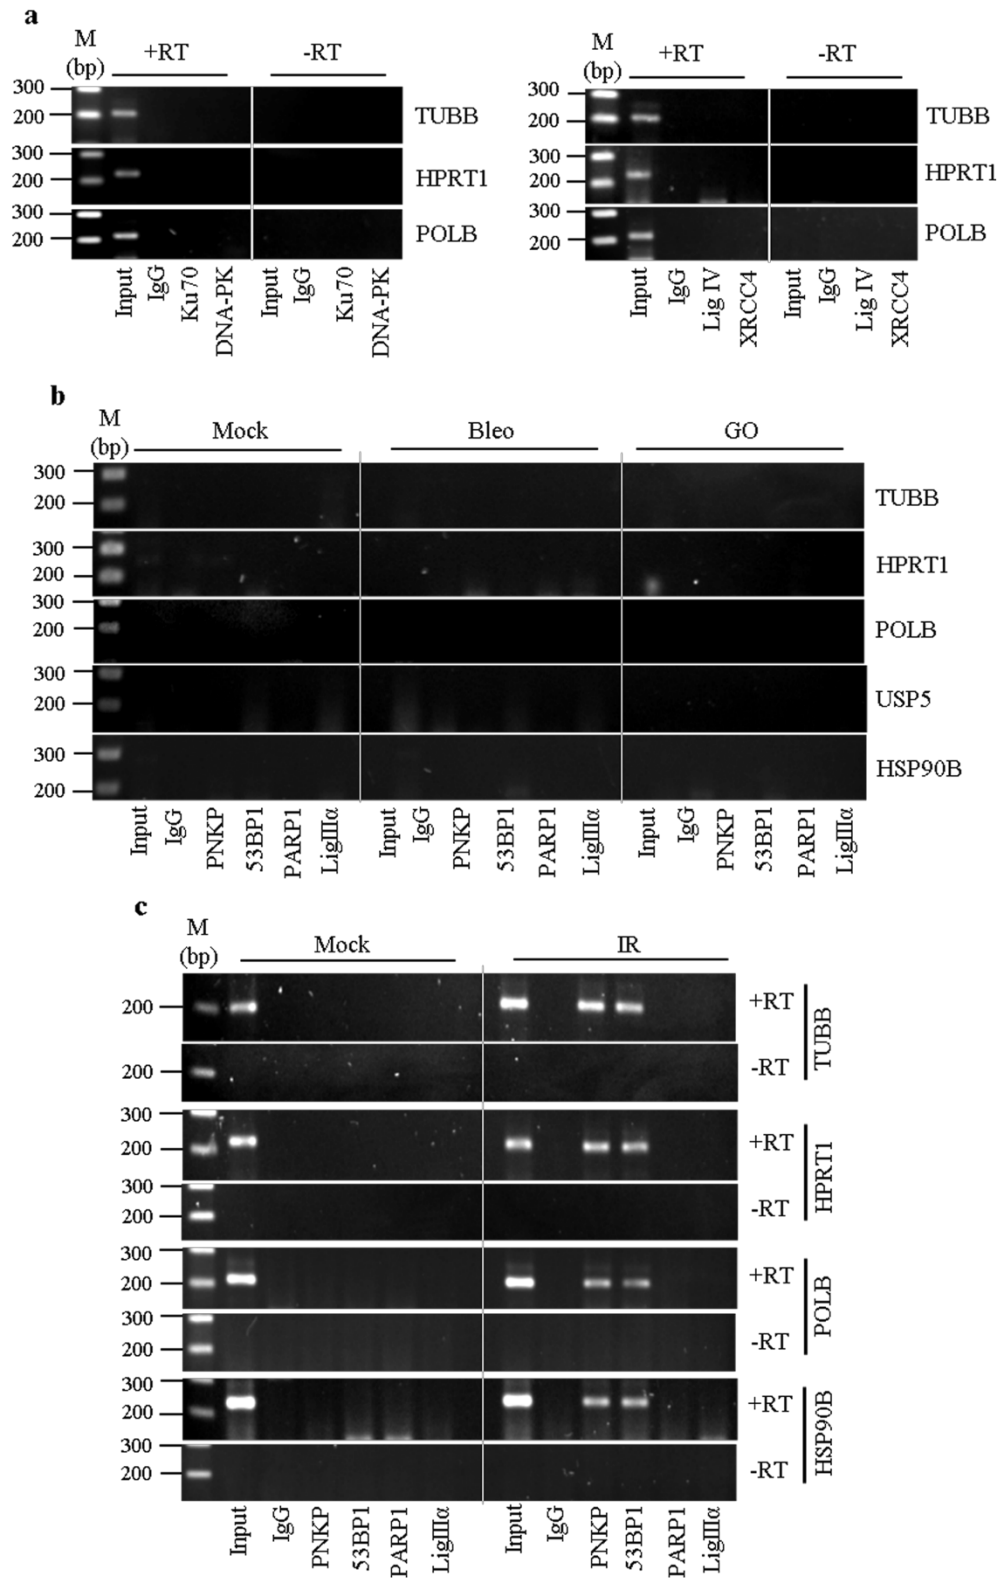 a
M
(bp)
+RT
-RT
300
200
TUBB
300
200
HPRT1
300
200
POLB
Input
IgG
Ku70
DNA-PK
Input
IgG
Ku70
DNA-PK
M
(bp)
+RT
-RT
300
200
TUBB
300
200
HPRT1
300
200
POLB
Input
IgG
Lig IV
XRCC4
Input
IgG
Lig IV
XRCC4
b
M
(bp)
Mock
Bleo
GO
300
200
TUBB
300
200
HPRT1
300
200
POLB
300
200
USP5
300
200
HSP90B
Input
IgG
PNKP
53BP1
PARP1
LigIIIα
Input
IgG
PNKP
53BP1
PARP1
LigIIIα
Input
IgG
PNKP
53BP1
PARP1
LigIIIα
c
M
(bp)
Mock
IR
200
+RT
200
-RT
TUBB
300
200
+RT
300
200
-RT
HPRT1
300
200
+RT
300
200
-RT
POLB
300
200
+RT
300
200
-RT
HSP90B
Input
IgG
PNKP
53BP1
PARP1
LigIIIα
Input
IgG
PNKP
53BP1
PARP1
LigIIIα